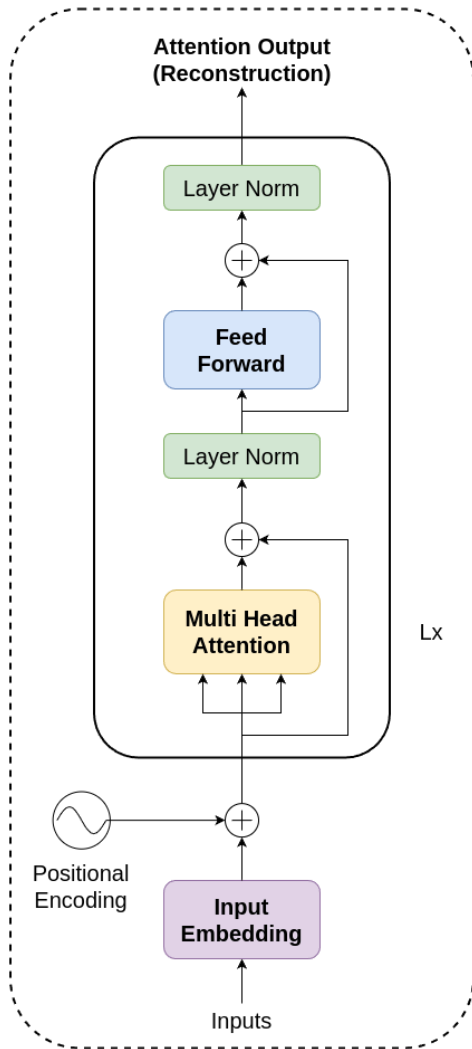 Attention Output
(Reconstruction)
Layer Norm
Feed
Forward
Layer Norm
Multi Head
Attention
Lx
Positional
Encoding
Input
Embedding
Inputs